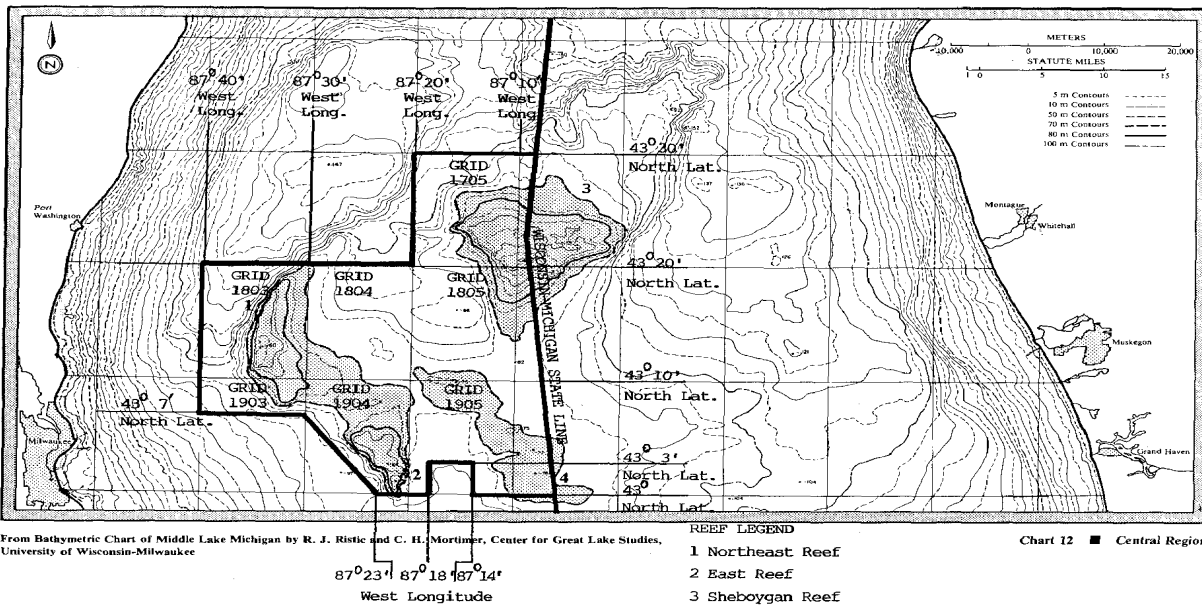 METERS
10,000 0 10,000 20,000
STATUTE MILES
1 0 5 10 15
5 m Contours
10 m Contours
50 m Contours
70 m Contours
80 m Contours
100 m Contours
N
87° 40' 87° 30' 87° 20' 87° 10'
West West West West
Long. Long. Long. Long.
43° 30'
North Lat.
GRID
1705
3
Port
Washington
Montague
Whitehall
WISCONSIN-MICHIGAN STATE LINE
43° 20'
North Lat.
GRID GRID GRID
1803 1804 1805
1
Muskegon
43° 10'
North Lat.
GRID GRID GRID
1903 1904 1905
43° 7'
North Lat.
Milwaukee
Grand Haven
43° 3'
North Lat.
2
4
43°
North Lat.
From Bathymetric Chart of Middle Lake Michigan by R. J. Ristic and C. H. Mortimer, Center for Great Lake Studies,
University of Wisconsin-Milwaukee
Chart 12 ■ Central Region
87° 23' 87° 18' 87° 14'
West Longitude
REEF LEGEND
1 Northeast Reef
2 East Reef
3 Sheboygan Reef